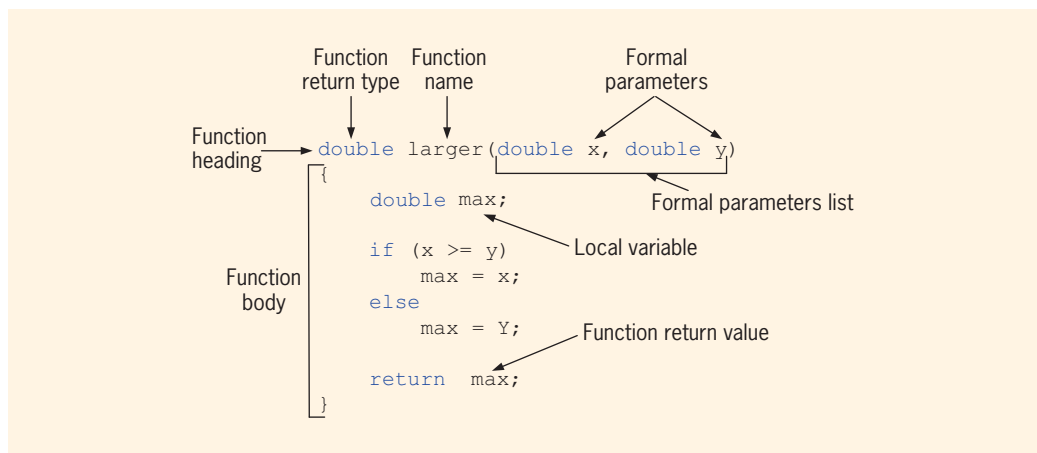 Function
return type
Function
name
Formal
parameters
Function
heading
double larger(double x, double y)
{
Formal parameters list
double max;
Local variable
if (x >= y)
max = x;
Function
body
else
max = Y;
Function return value
return max;
}